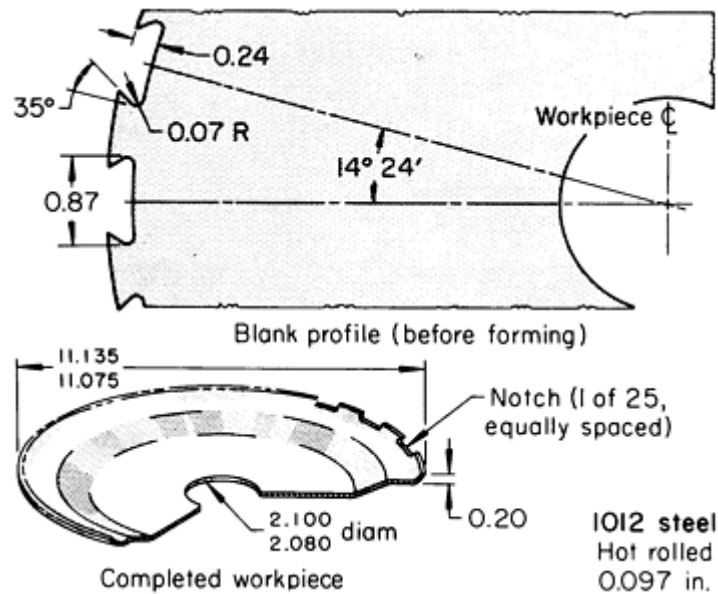 0.24
35°
0.07 R
Workpiece ℄
14° 24′
0.87
Blank profile (before forming)
11.135
11.075
Notch (1 of 25,
equally spaced)
2.100
2.080 diam
0.20
1012 steel
Hot rolled
0.097 in.
Completed workpiece